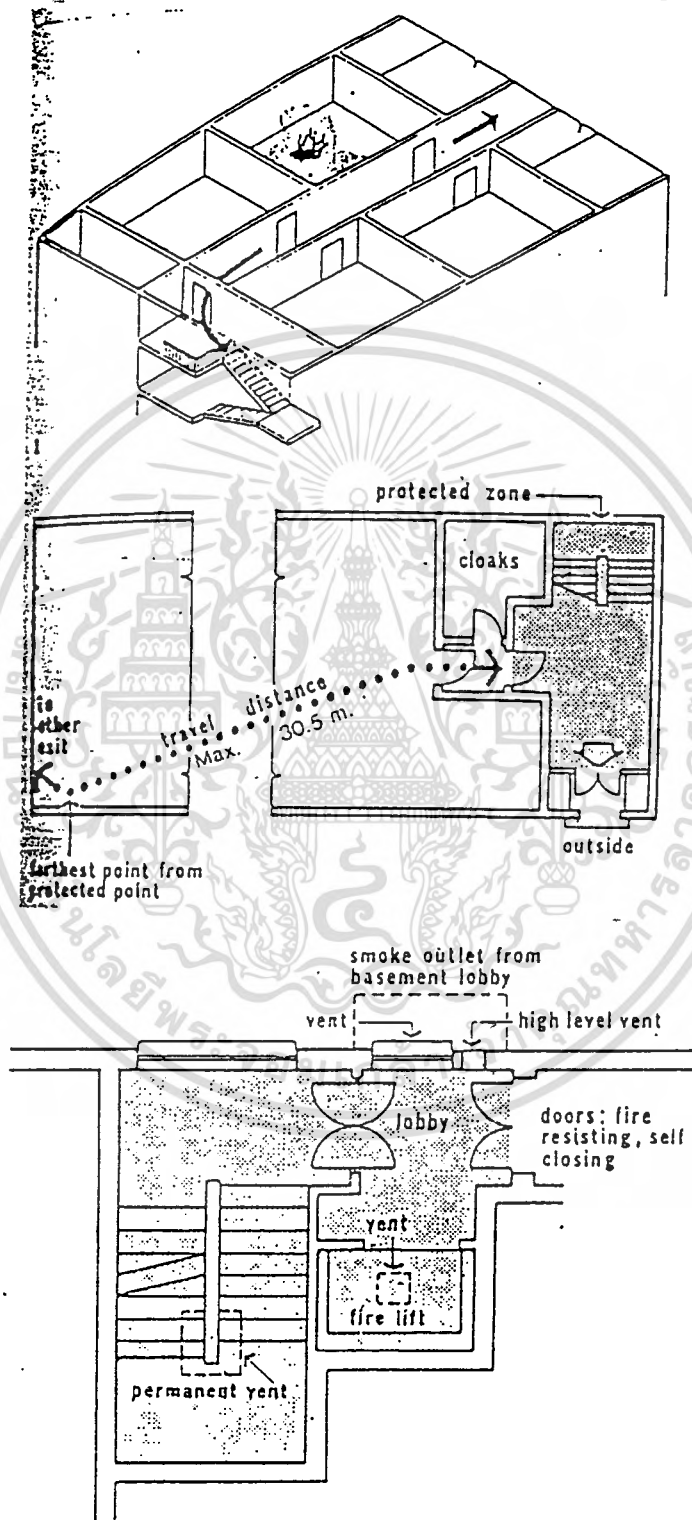 protected zone
cloaks
to
other
exit
travel distance
Max. 30.5 m.
farthest point from
protected point
outside
smoke outlet from
basement lobby
vent
high level vent
lobby
doors: fire
resisting, self
closing
vent
fire lift
permanent vent